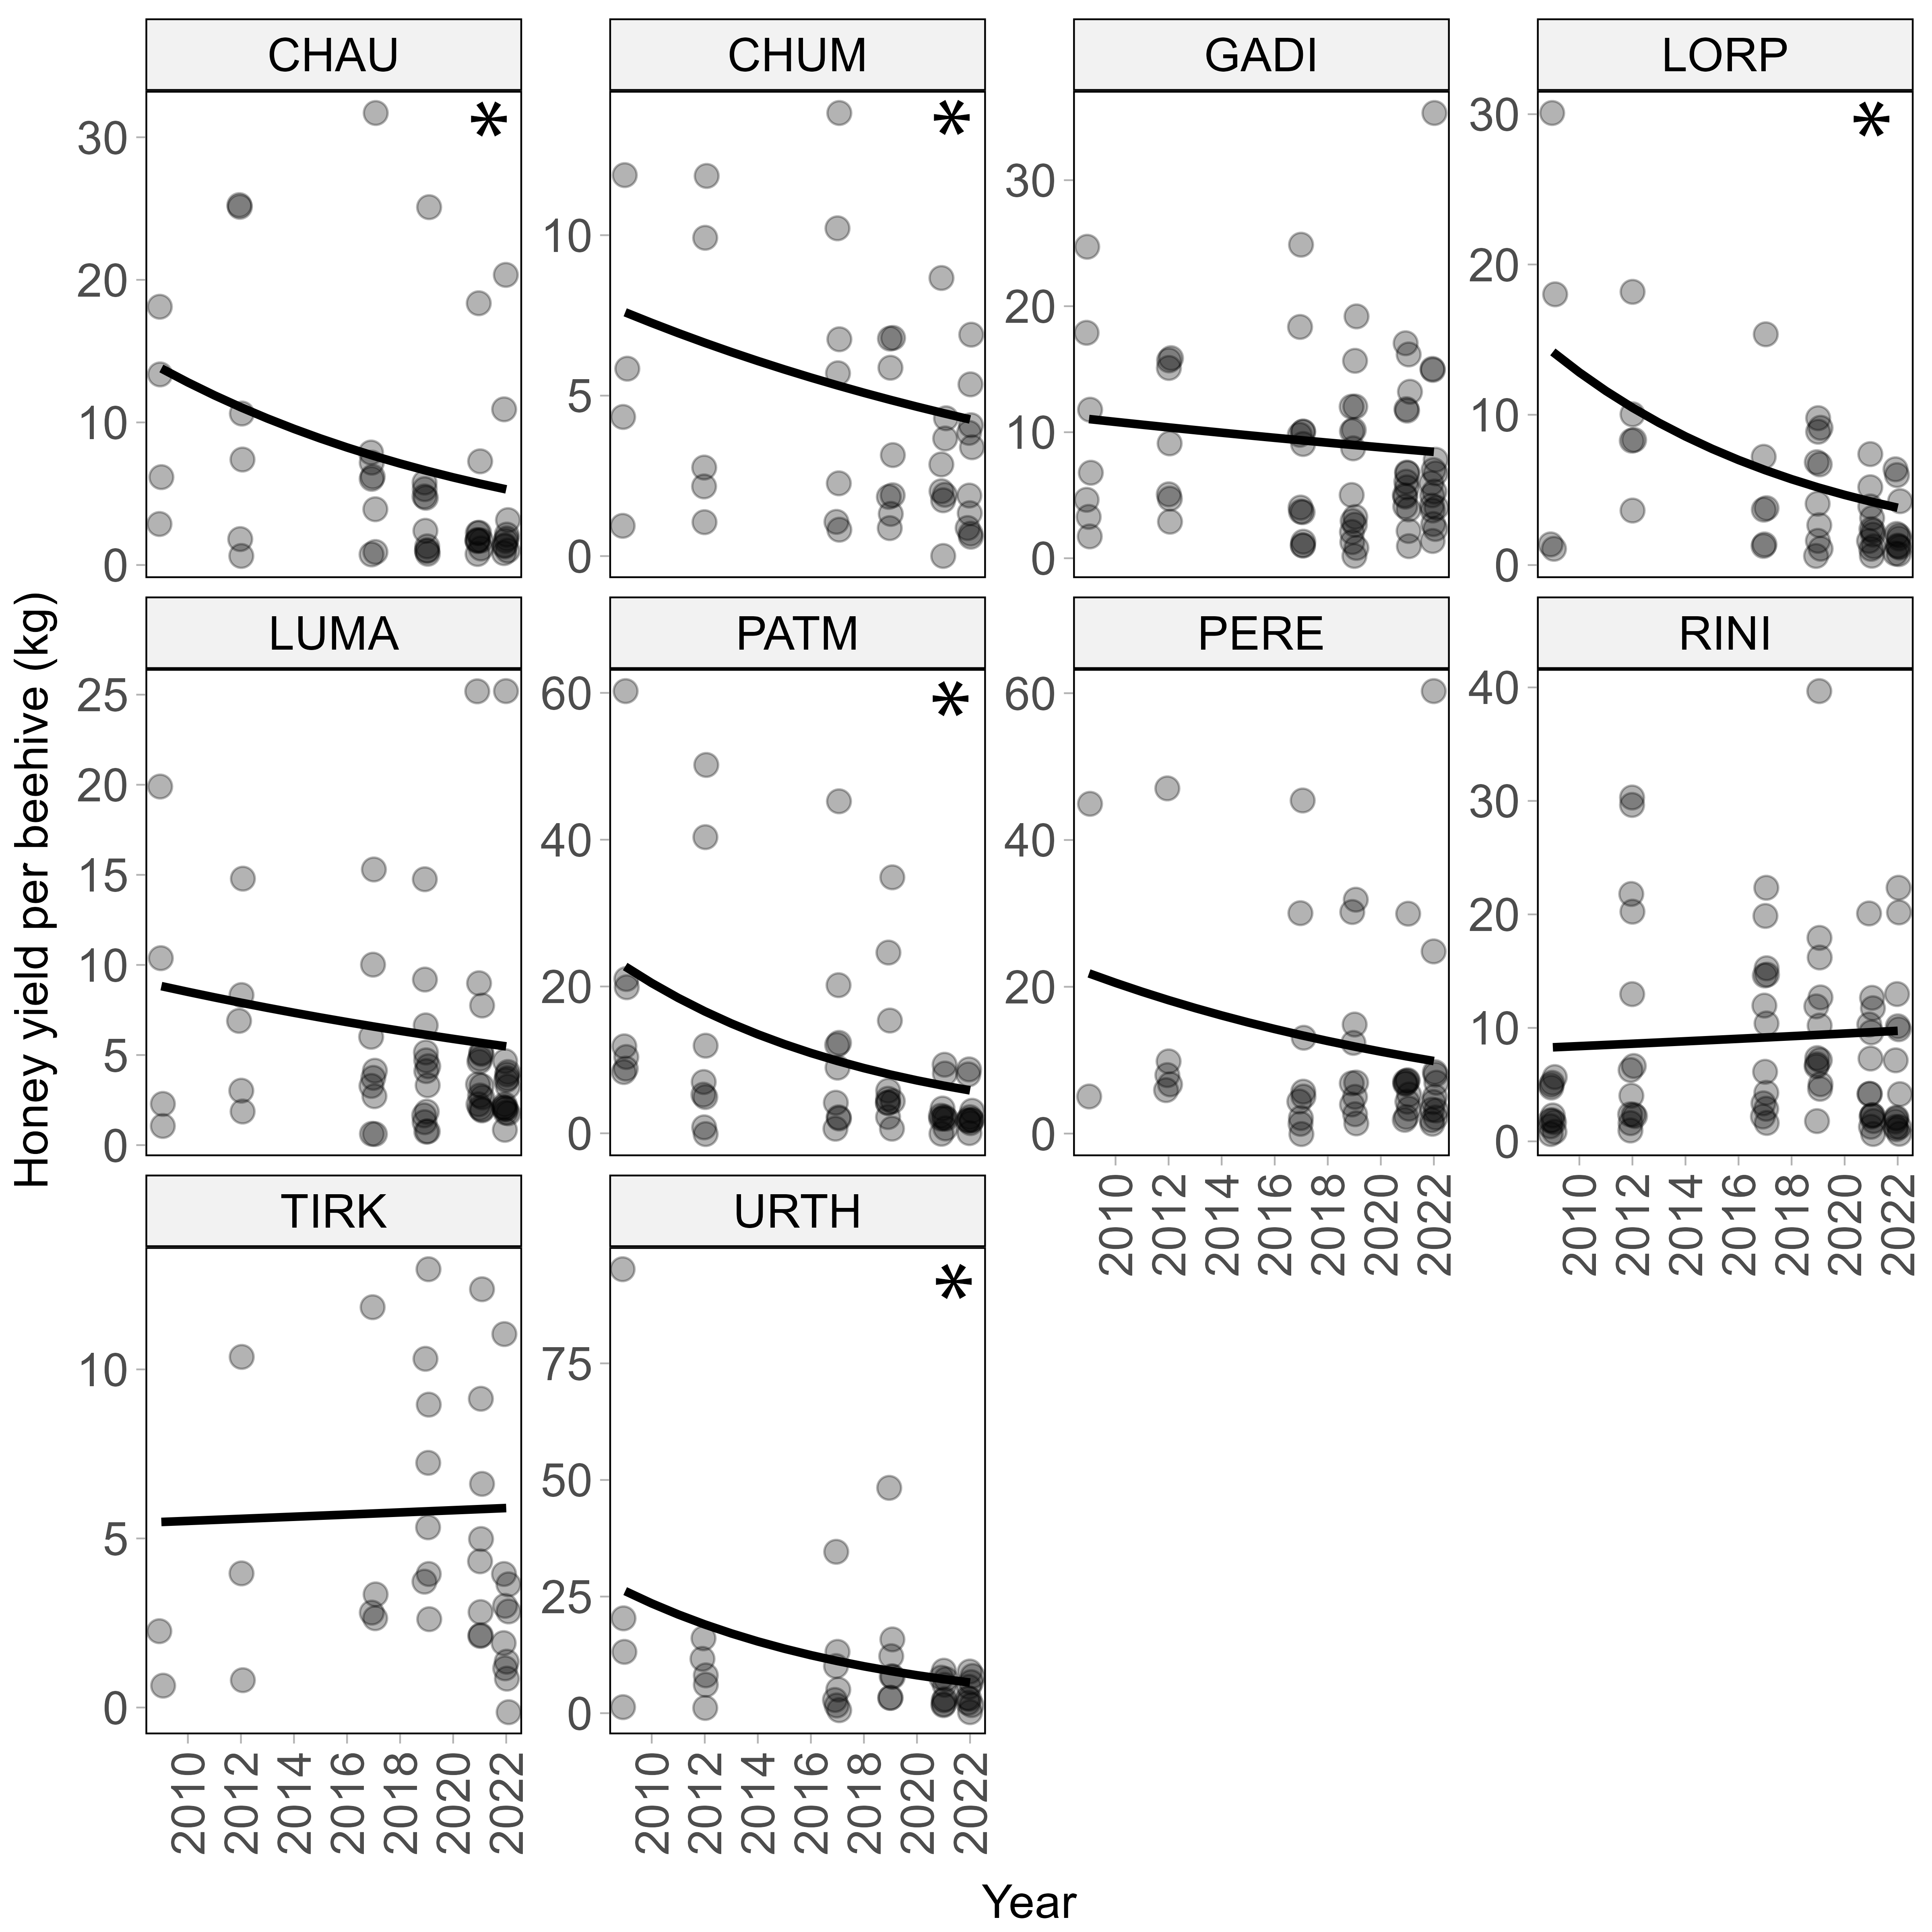 CHAU CHUM GADI LORP
* * *
30 20 10 0
10 5 0
30 20 10 0
30 20 10 0
Honey yield per beehive (kg)
LUMA PATM PERE RINI
*
25 20 15 10 5 0
60 40 20 0
60 40 20 0
40 30 20 10 0
2010 2012 2014 2016 2018 2020 2022
2010 2012 2014 2016 2018 2020 2022
TIRK URTH
*
10 5 0
75 50 25 0
2010 2012 2014 2016 2018 2020 2022
2010 2012 2014 2016 2018 2020 2022
Year